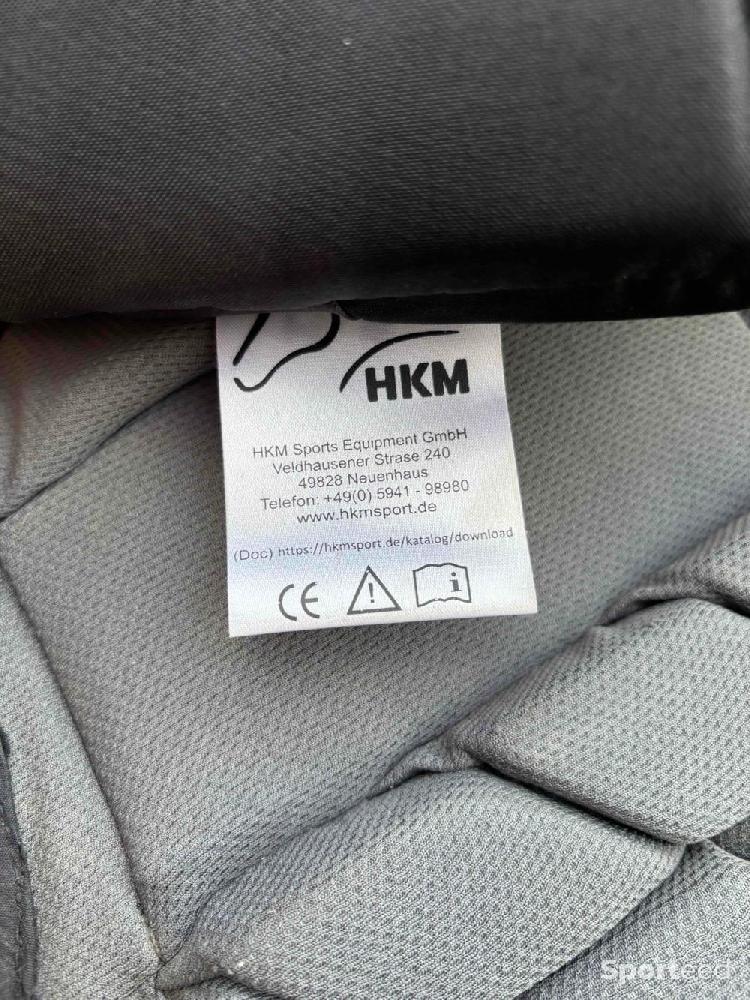 HKM
HKM Sports Equipment GmbH
Veldhausener Strase 240
49828 Neuenhaus
Telefon: +49(0) 5941 - 98980
www.hkmsport.de
(Doc) https://hkmsport.de/katalog/download
CE
Sporteed